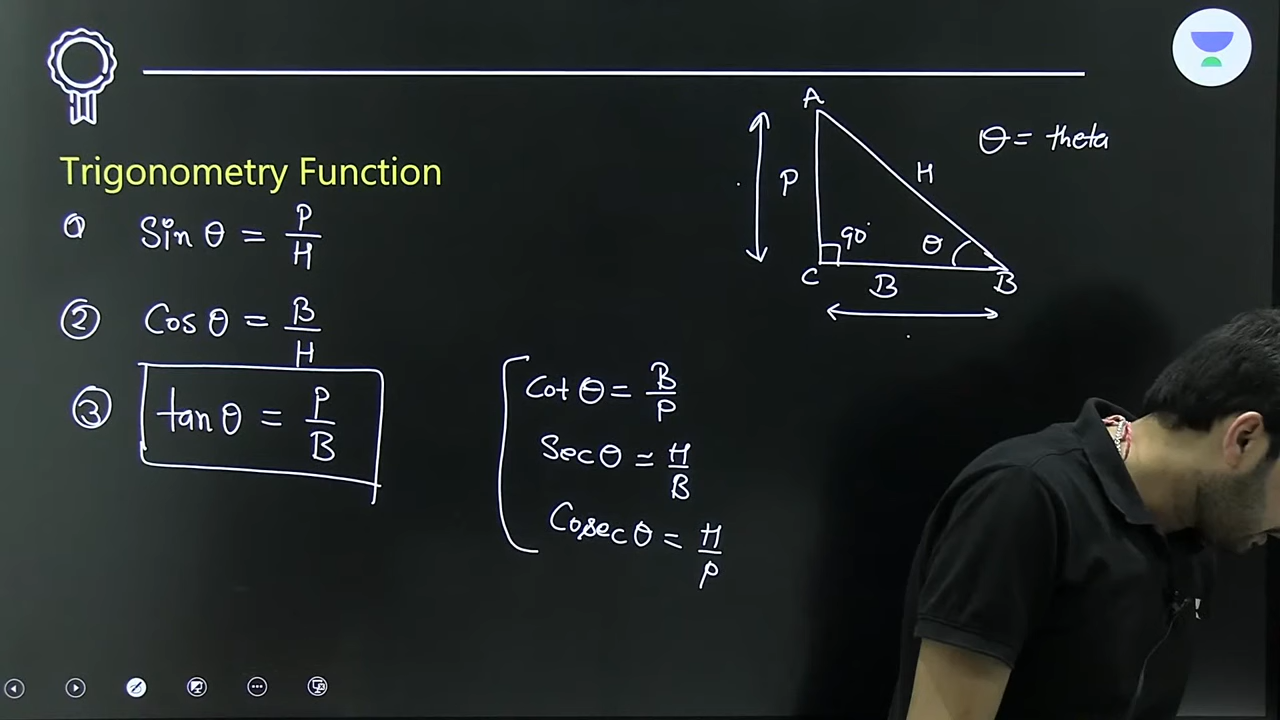 Trigonometry Function
① Sin θ = P/H
② Cos θ = B/H
③ tan θ = P/B
Cot θ = B/P
Sec θ = H/B
Cosec θ = H/P
A
θ = theta
P
H
90°
θ
C
B
B